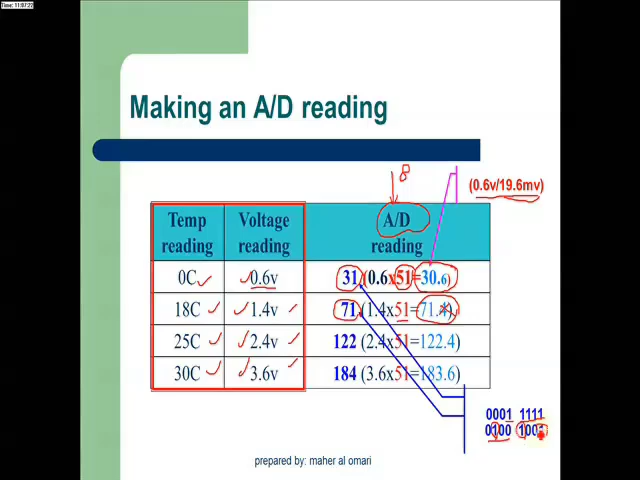 Time: 11:07:22
Making an A/D reading
8
(0.6v/19.6mv)
Temp reading
Voltage reading
A/D reading
0C 0.6v 31 (0.6x51=30.6)
18C 1.4v 71 (1.4x51=71.4)
25C 2.4v 122 (2.4x51=122.4)
30C 3.6v 184 (3.6x51=183.6)
0001 1111
0100
prepared by: maher al omari